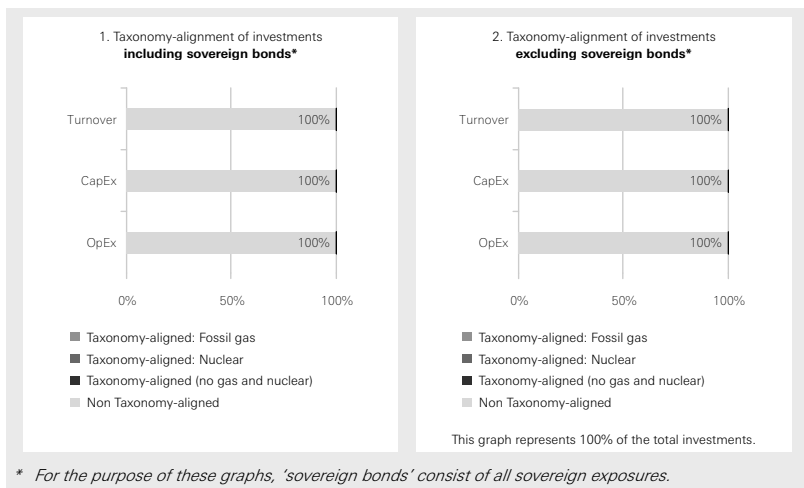 1. Taxonomy-alignment of investments
including sovereign bonds*
Turnover
100%
CapEx
100%
OpEx
100%
0%
50%
100%
Taxonomy-aligned: Fossil gas
Taxonomy-aligned: Nuclear
Taxonomy-aligned (no gas and nuclear)
Non Taxonomy-aligned
2. Taxonomy-alignment of investments
excluding sovereign bonds*
Turnover
100%
CapEx
100%
OpEx
100%
0%
50%
100%
Taxonomy-aligned: Fossil gas
Taxonomy-aligned: Nuclear
Taxonomy-aligned (no gas and nuclear)
Non Taxonomy-aligned
This graph represents 100% of the total investments.
* For the purpose of these graphs, ‘sovereign bonds’ consist of all sovereign exposures.